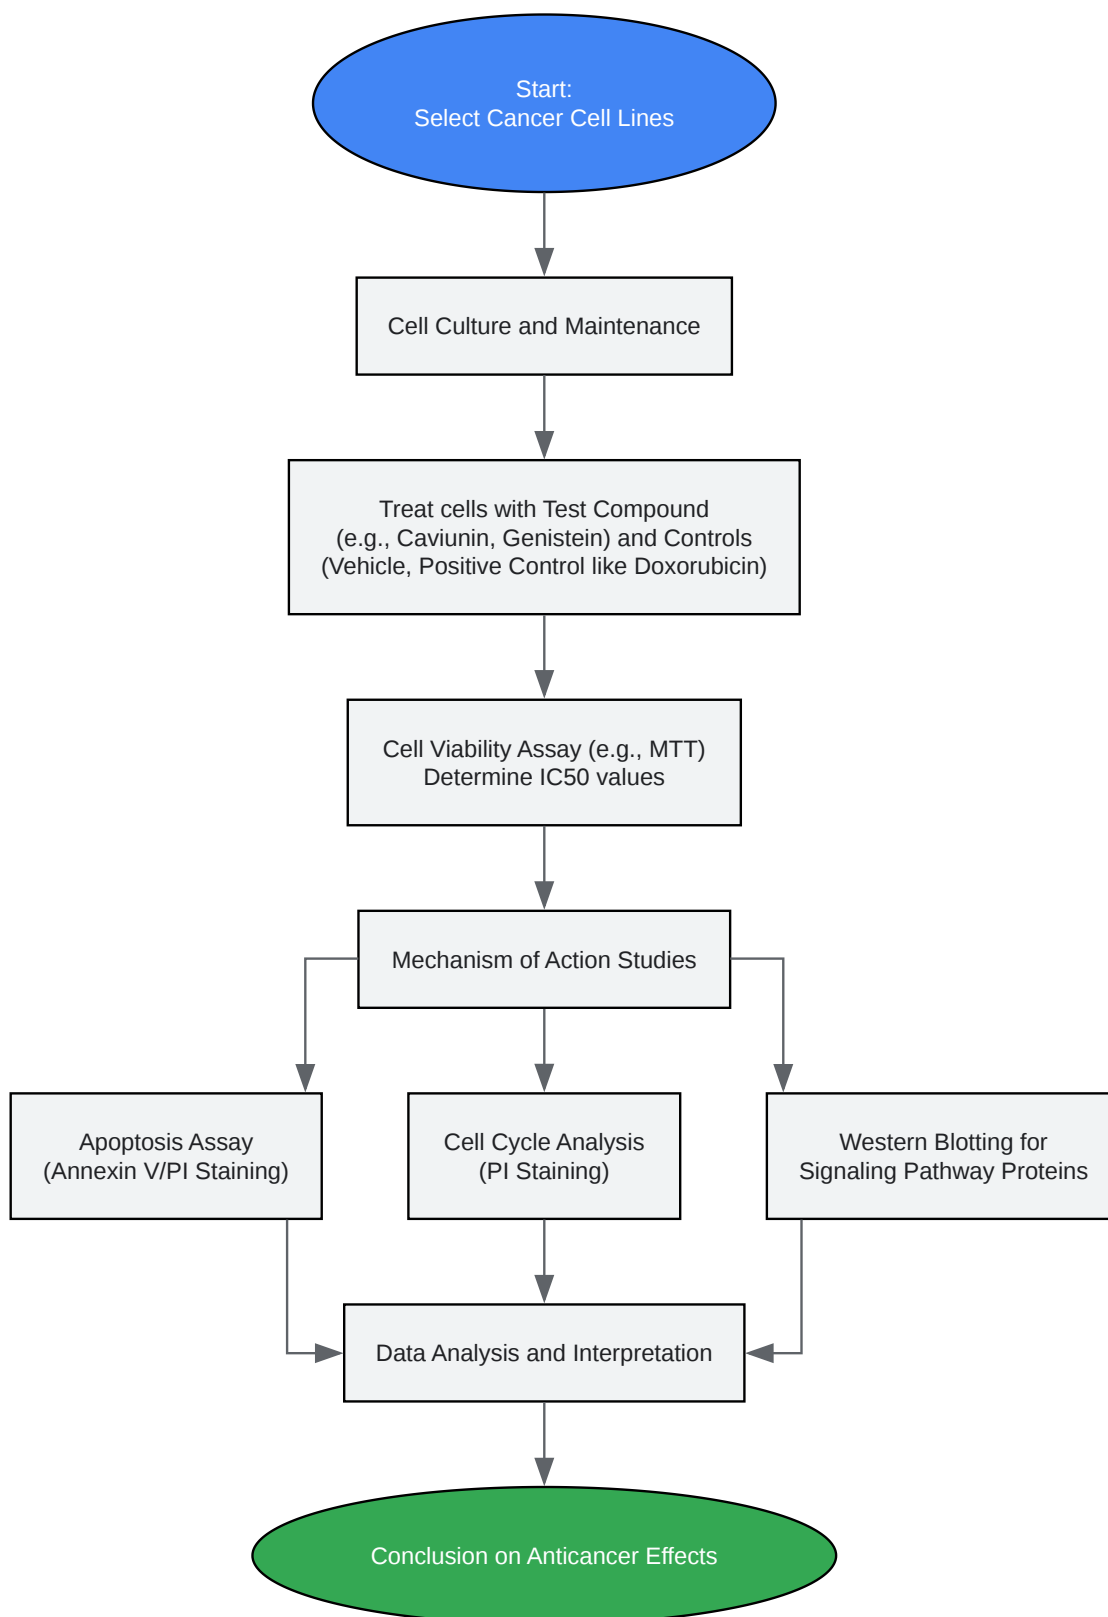 Start:
Select Cancer Cell Lines
Cell Culture and Maintenance
Treat cells with Test Compound
(e.g., Caviunin, Genistein) and Controls
(Vehicle, Positive Control like Doxorubicin)
Cell Viability Assay (e.g., MTT)
Determine IC50 values
Mechanism of Action Studies
Apoptosis Assay
(Annexin V/PI Staining)
Cell Cycle Analysis
(PI Staining)
Western Blotting for
Signaling Pathway Proteins
Data Analysis and Interpretation
Conclusion on Anticancer Effects